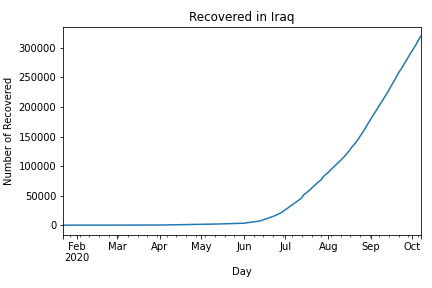 Recovered in Iraq
Number of Recovered
300000
250000
200000
150000
100000
50000
0
Feb Mar Apr May Jun Jul Aug Sep Oct
2020
Day